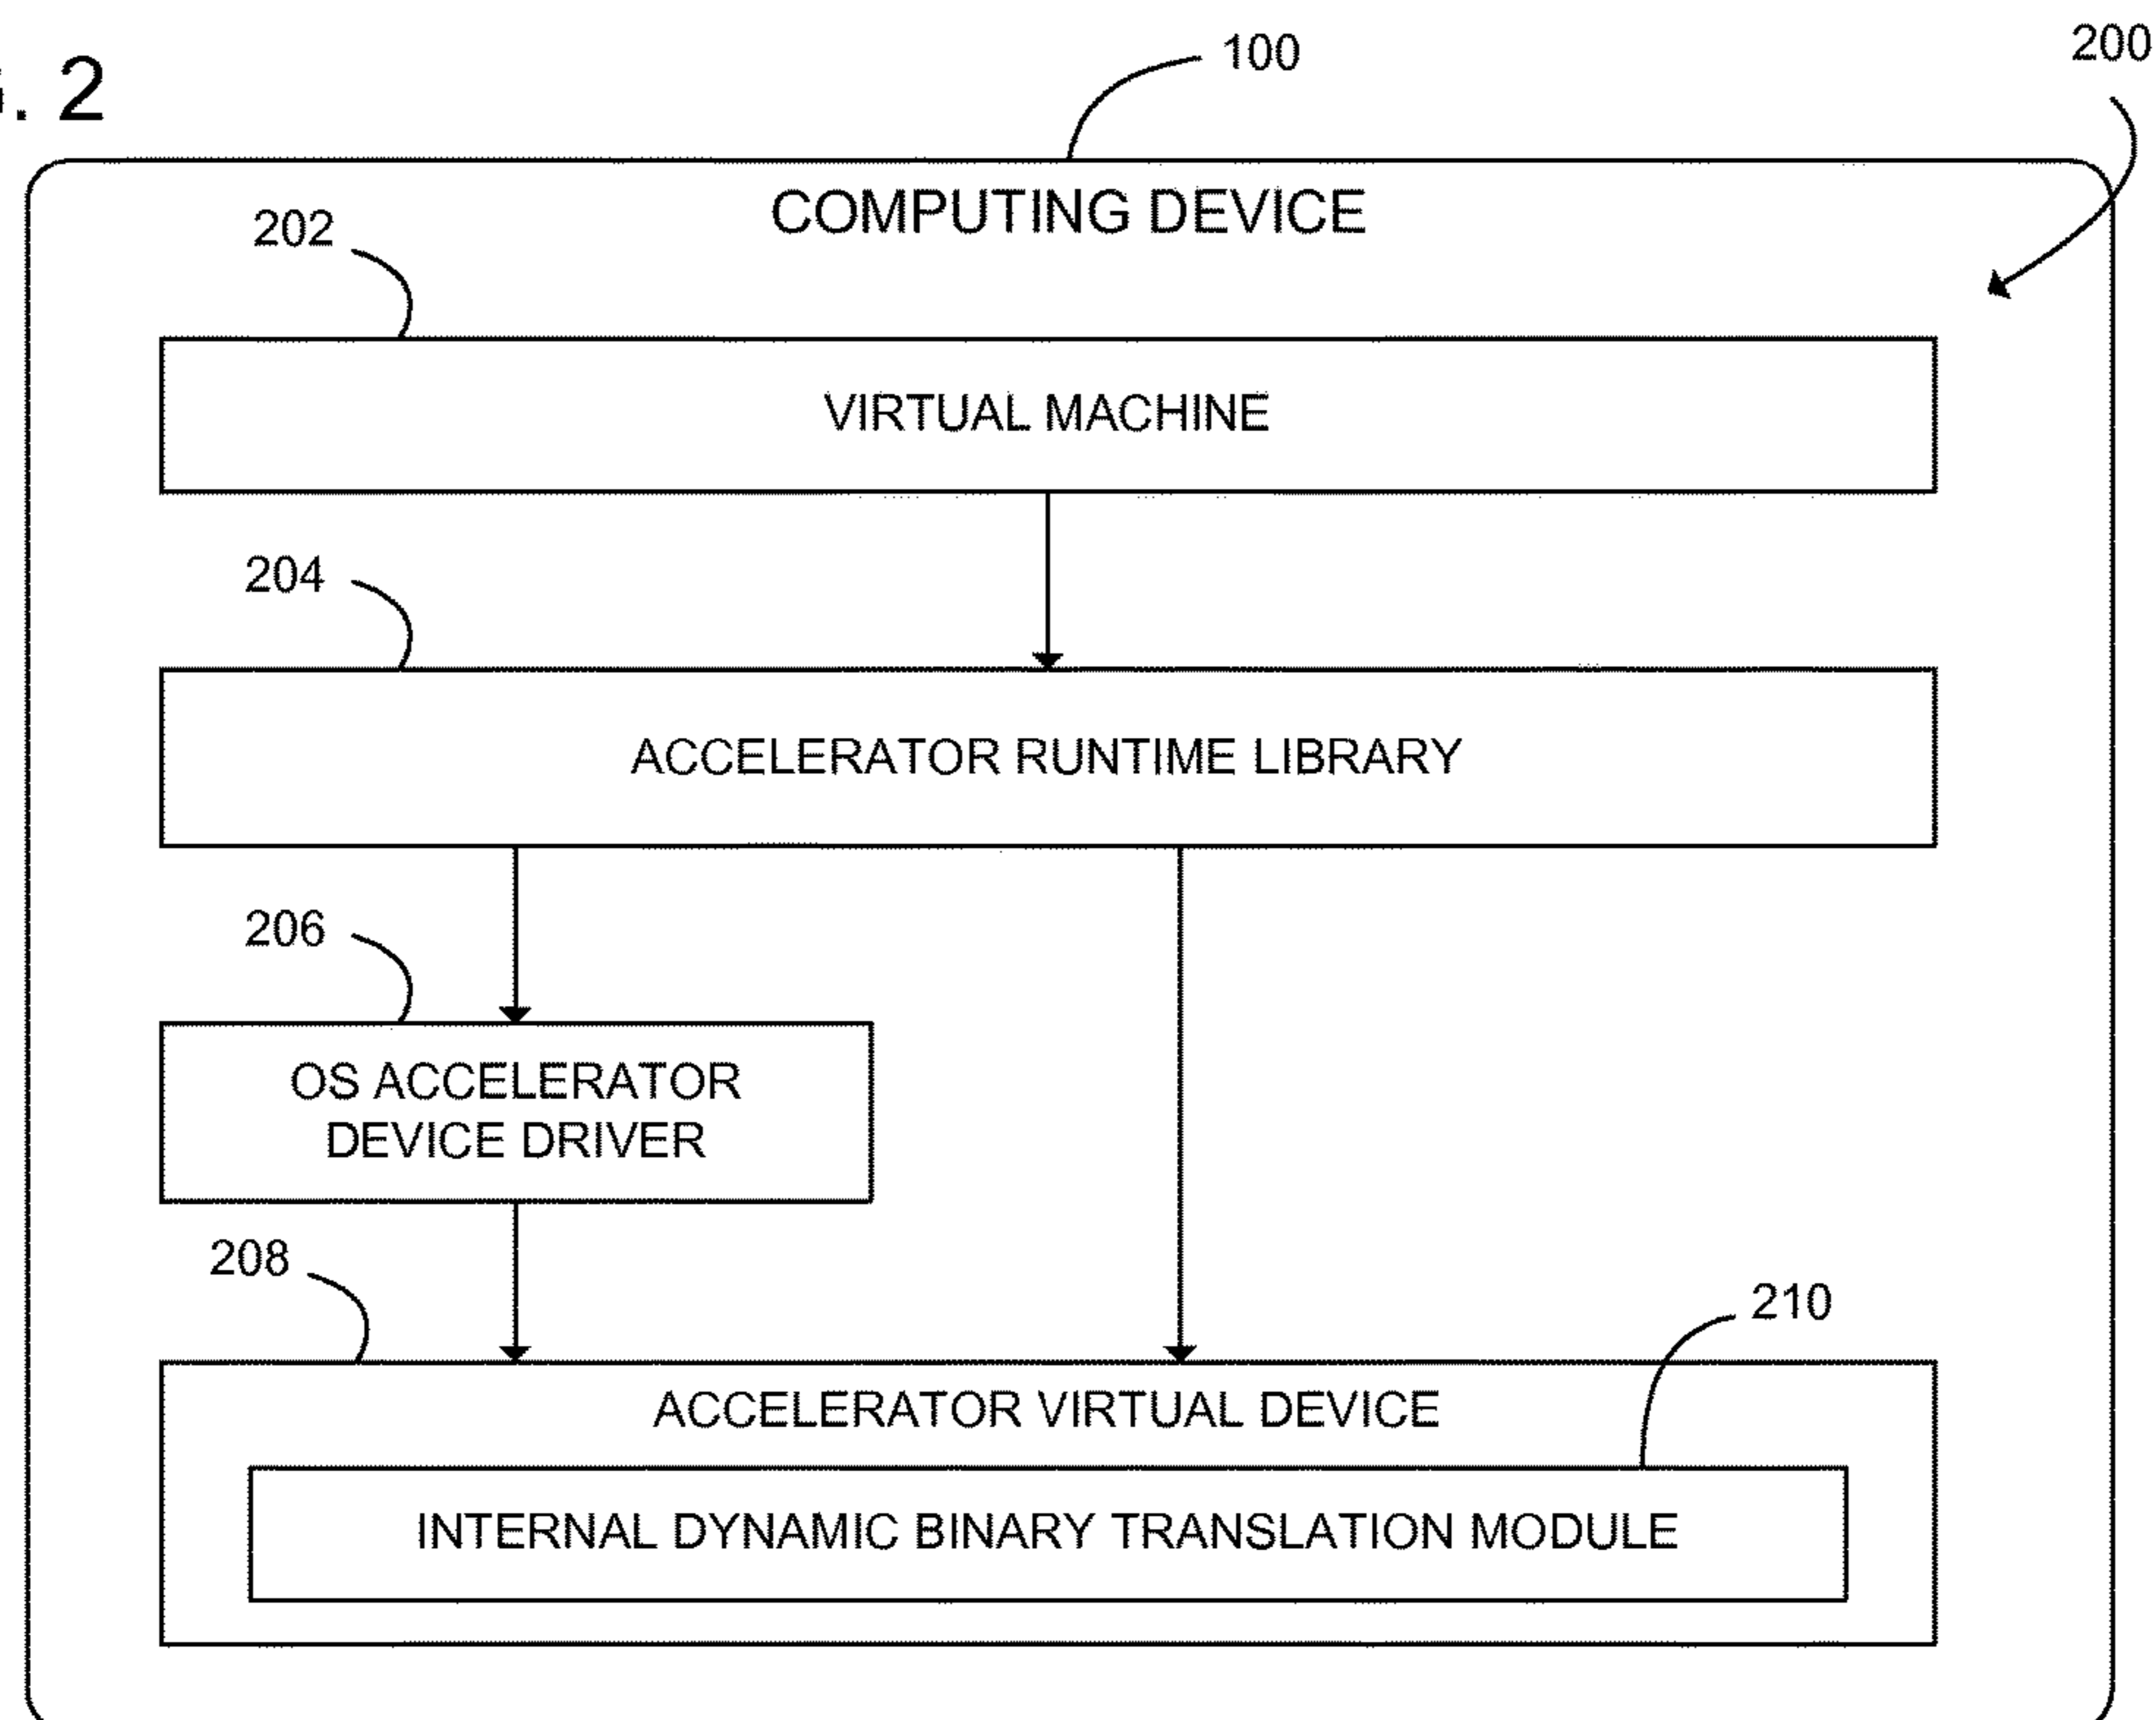 . 2
100
200
COMPUTING DEVICE
202
VIRTUAL MACHINE
204
ACCELERATOR RUNTIME LIBRARY
206
OS ACCELERATOR
DEVICE DRIVER
208
210
ACCELERATOR VIRTUAL DEVICE
INTERNAL DYNAMIC BINARY TRANSLATION MODULE